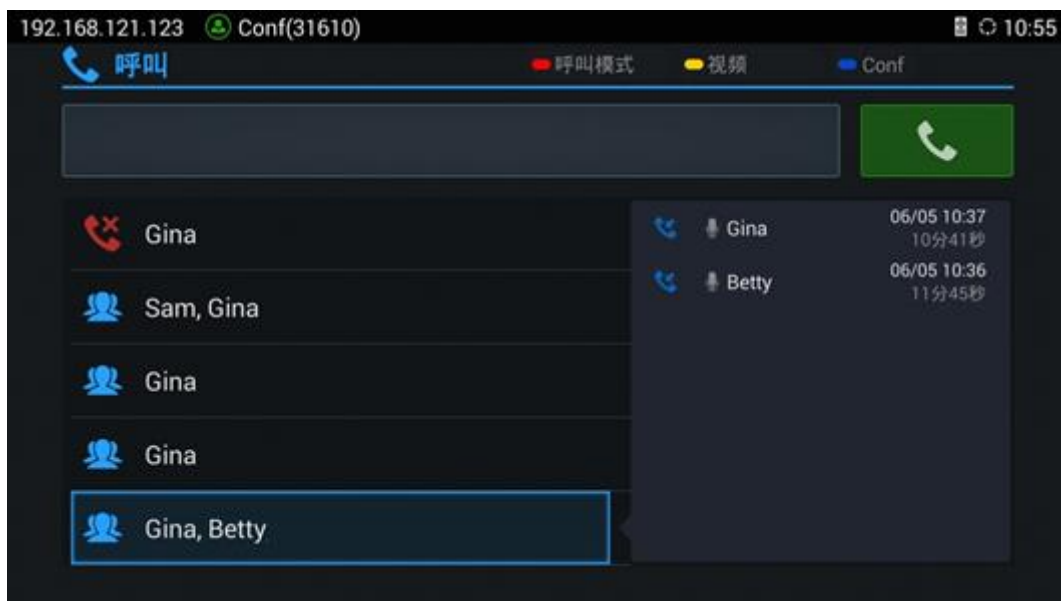 192.168.121.123 Conf(31610) 10:55
呼叫 呼叫模式 视频 Conf
Gina
Sam, Gina
Gina
Gina
Gina, Betty
Gina 06/05 10:37
10分41秒
Betty 06/05 10:36
11分45秒